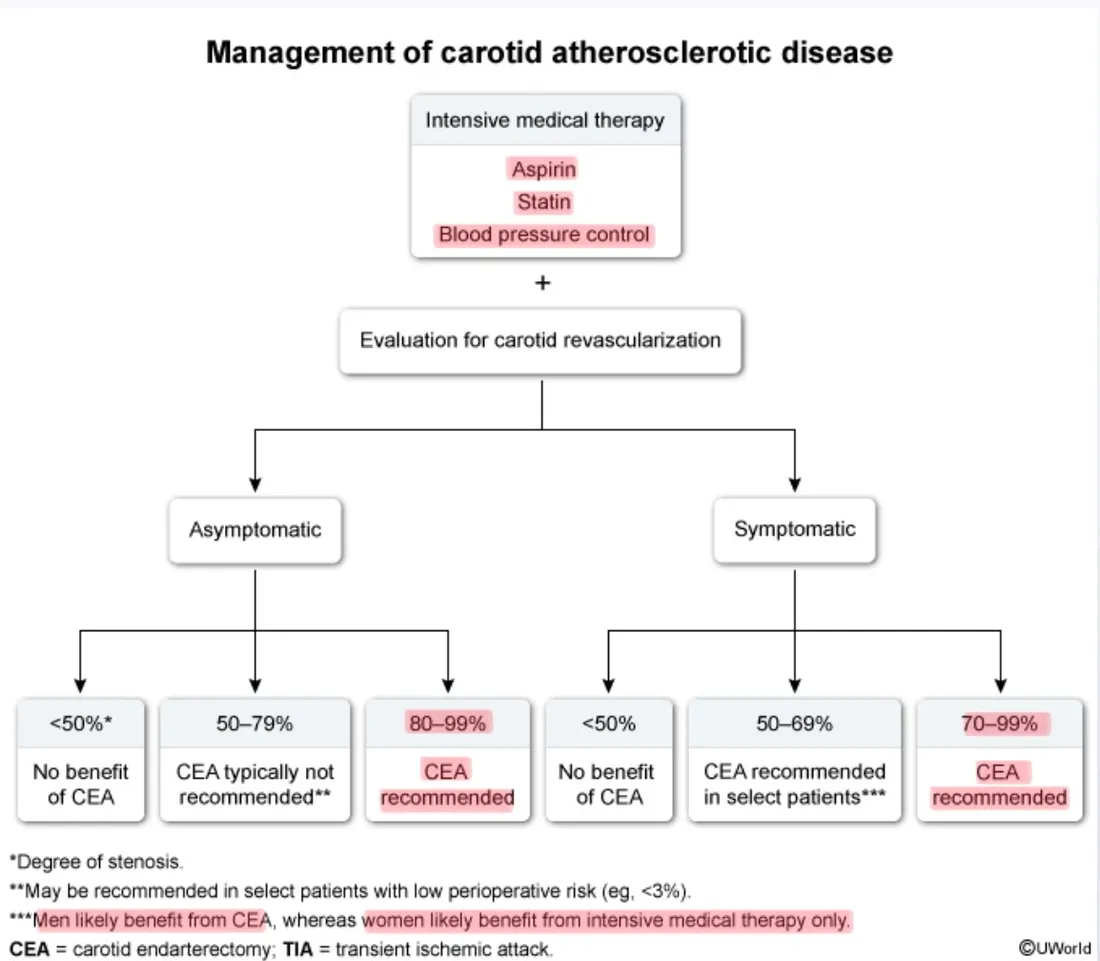 Management of carotid atherosclerotic disease
Intensive medical therapy
Aspirin
Statin
Blood pressure control
+
Evaluation for carotid revascularization
Asymptomatic
Symptomatic
<50%*
No benefit
of CEA
50–79%
CEA typically not
recommended**
80–99%
CEA
recommended
<50%
No benefit
of CEA
50–69%
CEA recommended
in select patients***
70–99%
CEA
recommended
*Degree of stenosis.
**May be recommended in select patients with low perioperative risk (eg, <3%).
***Men likely benefit from CEA, whereas women likely benefit from intensive medical therapy only.
CEA = carotid endarterectomy; TIA = transient ischemic attack.
©UWorld